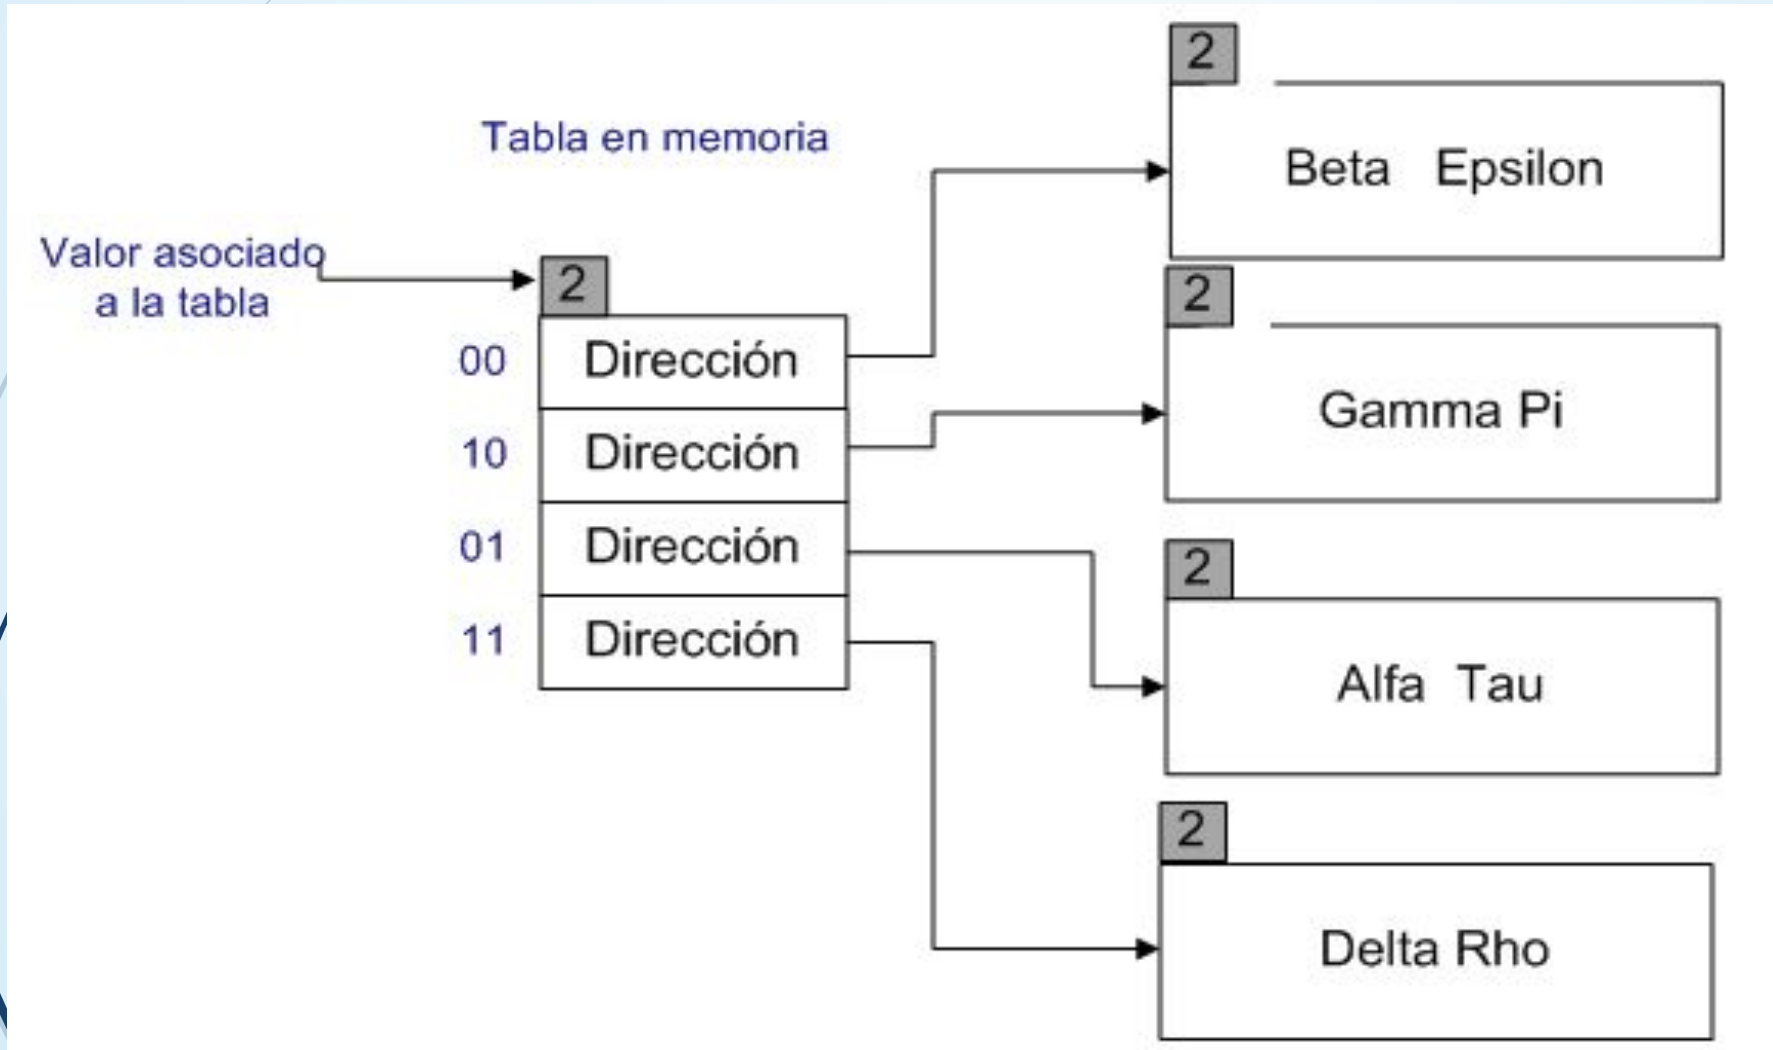 Tabla en memoria
Valor asociado
a la tabla
2
00 Dirección
10 Dirección
01 Dirección
11 Dirección
2
Beta Epsilon
2
Gamma Pi
2
Alfa Tau
2
Delta Rho